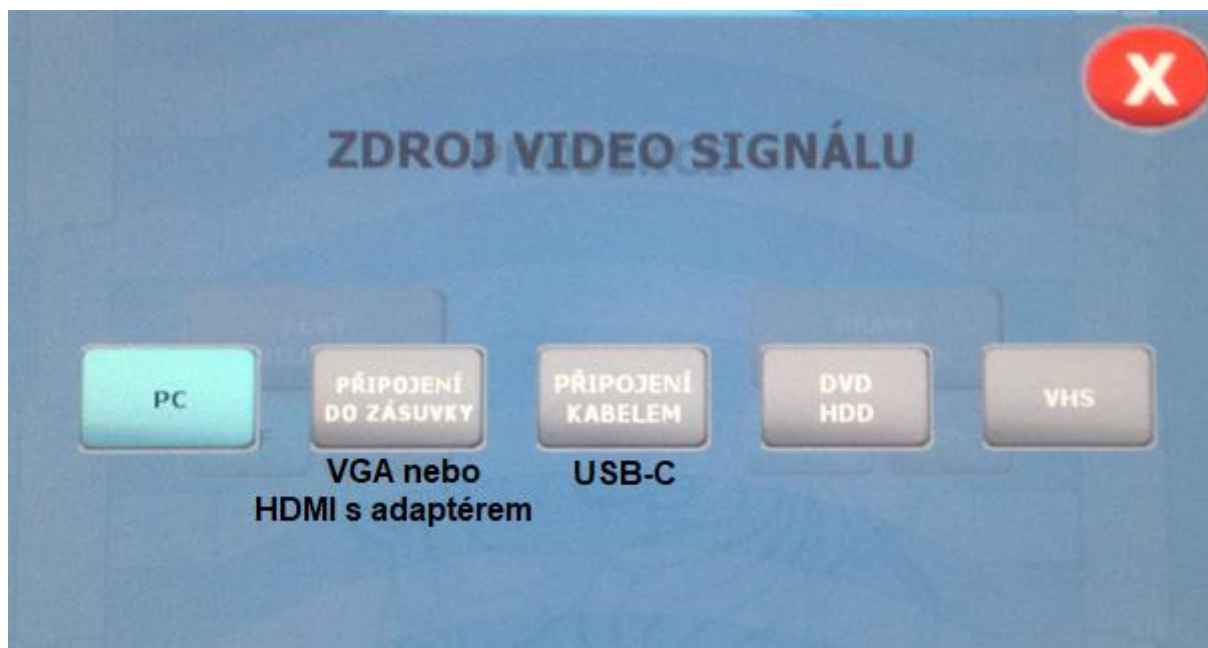 X
ZDROJ VIDEO SIGNÁLU
PC
PŘIPOJENÍ
DO ZÁSUVKY
PŘIPOJENÍ
KABELEM
DVD
HDD
VHS
VGA nebo
HDMI s adaptérem
USB-C